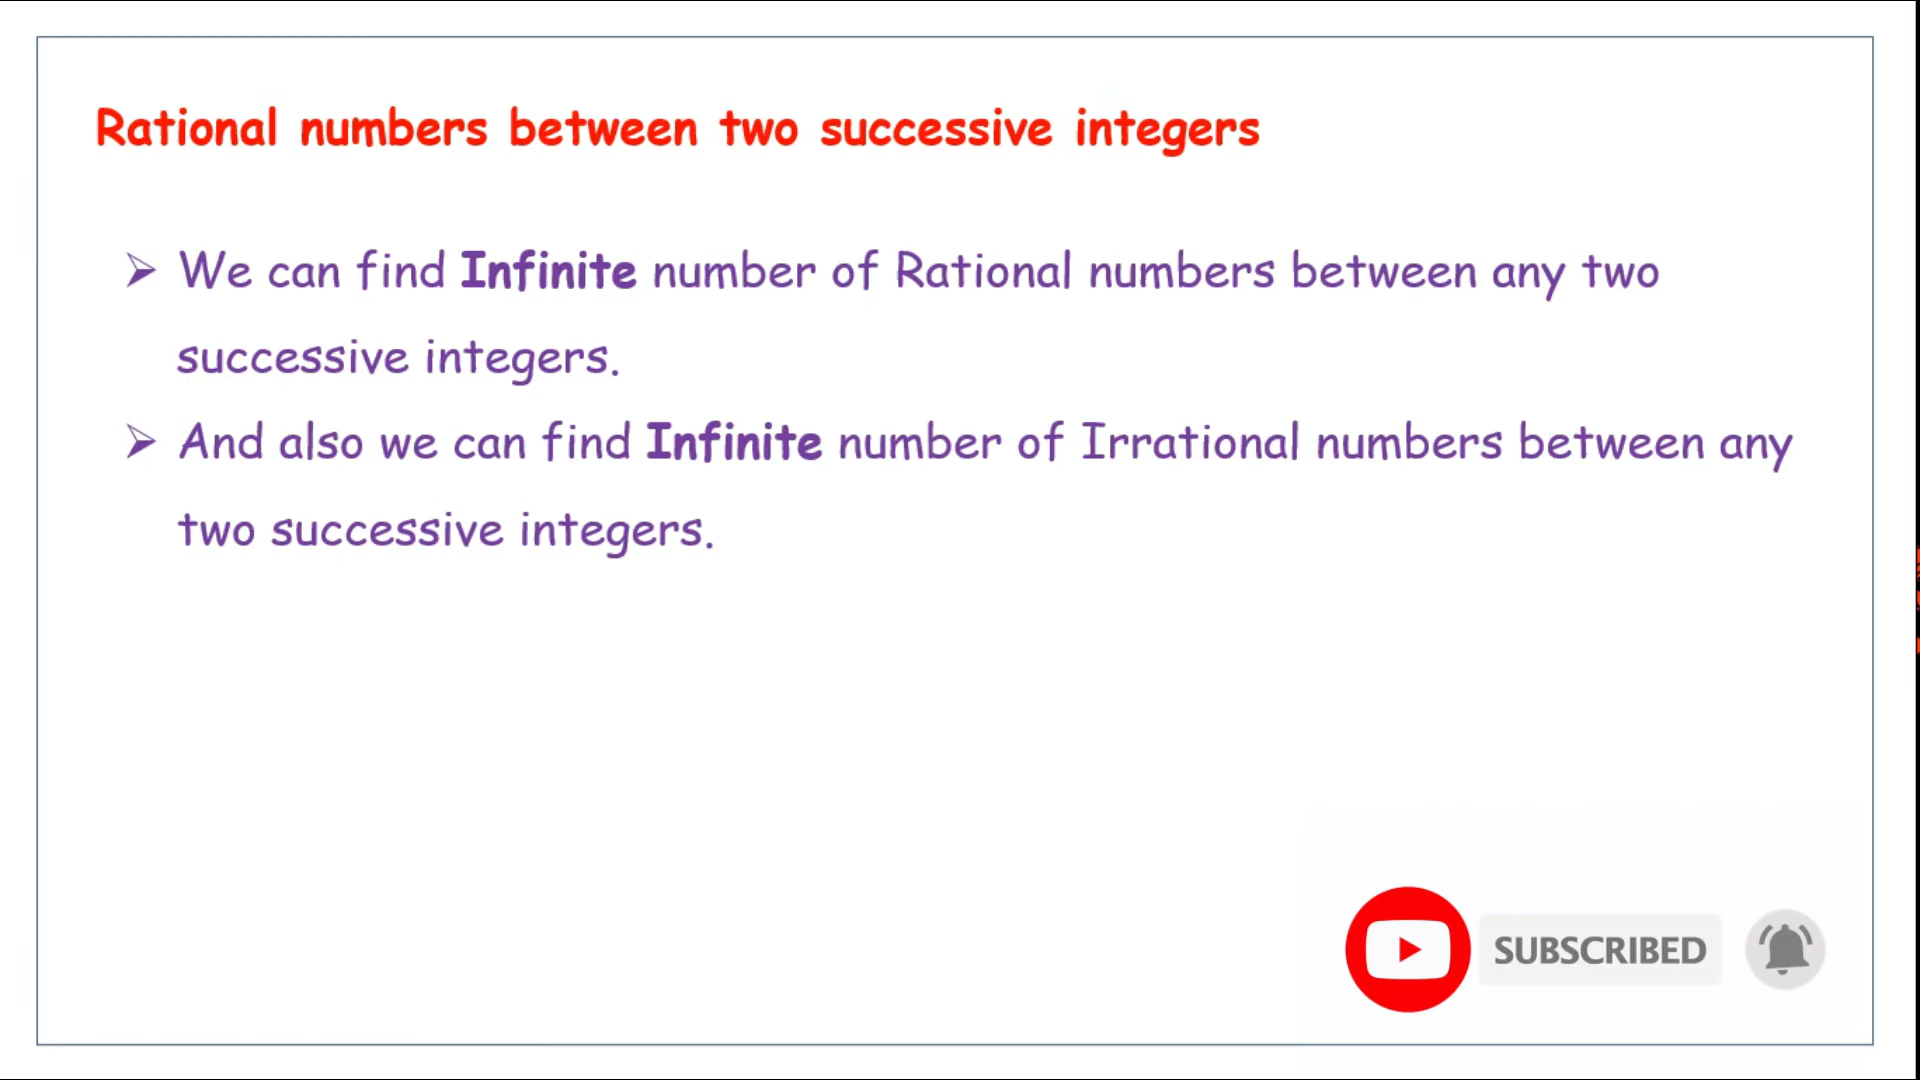 Rational numbers between two successive integers
➢ We can find Infinite number of Rational numbers between any two
successive integers.
➢ And also we can find Infinite number of Irrational numbers between any
two successive integers.
SUBSCRIBED